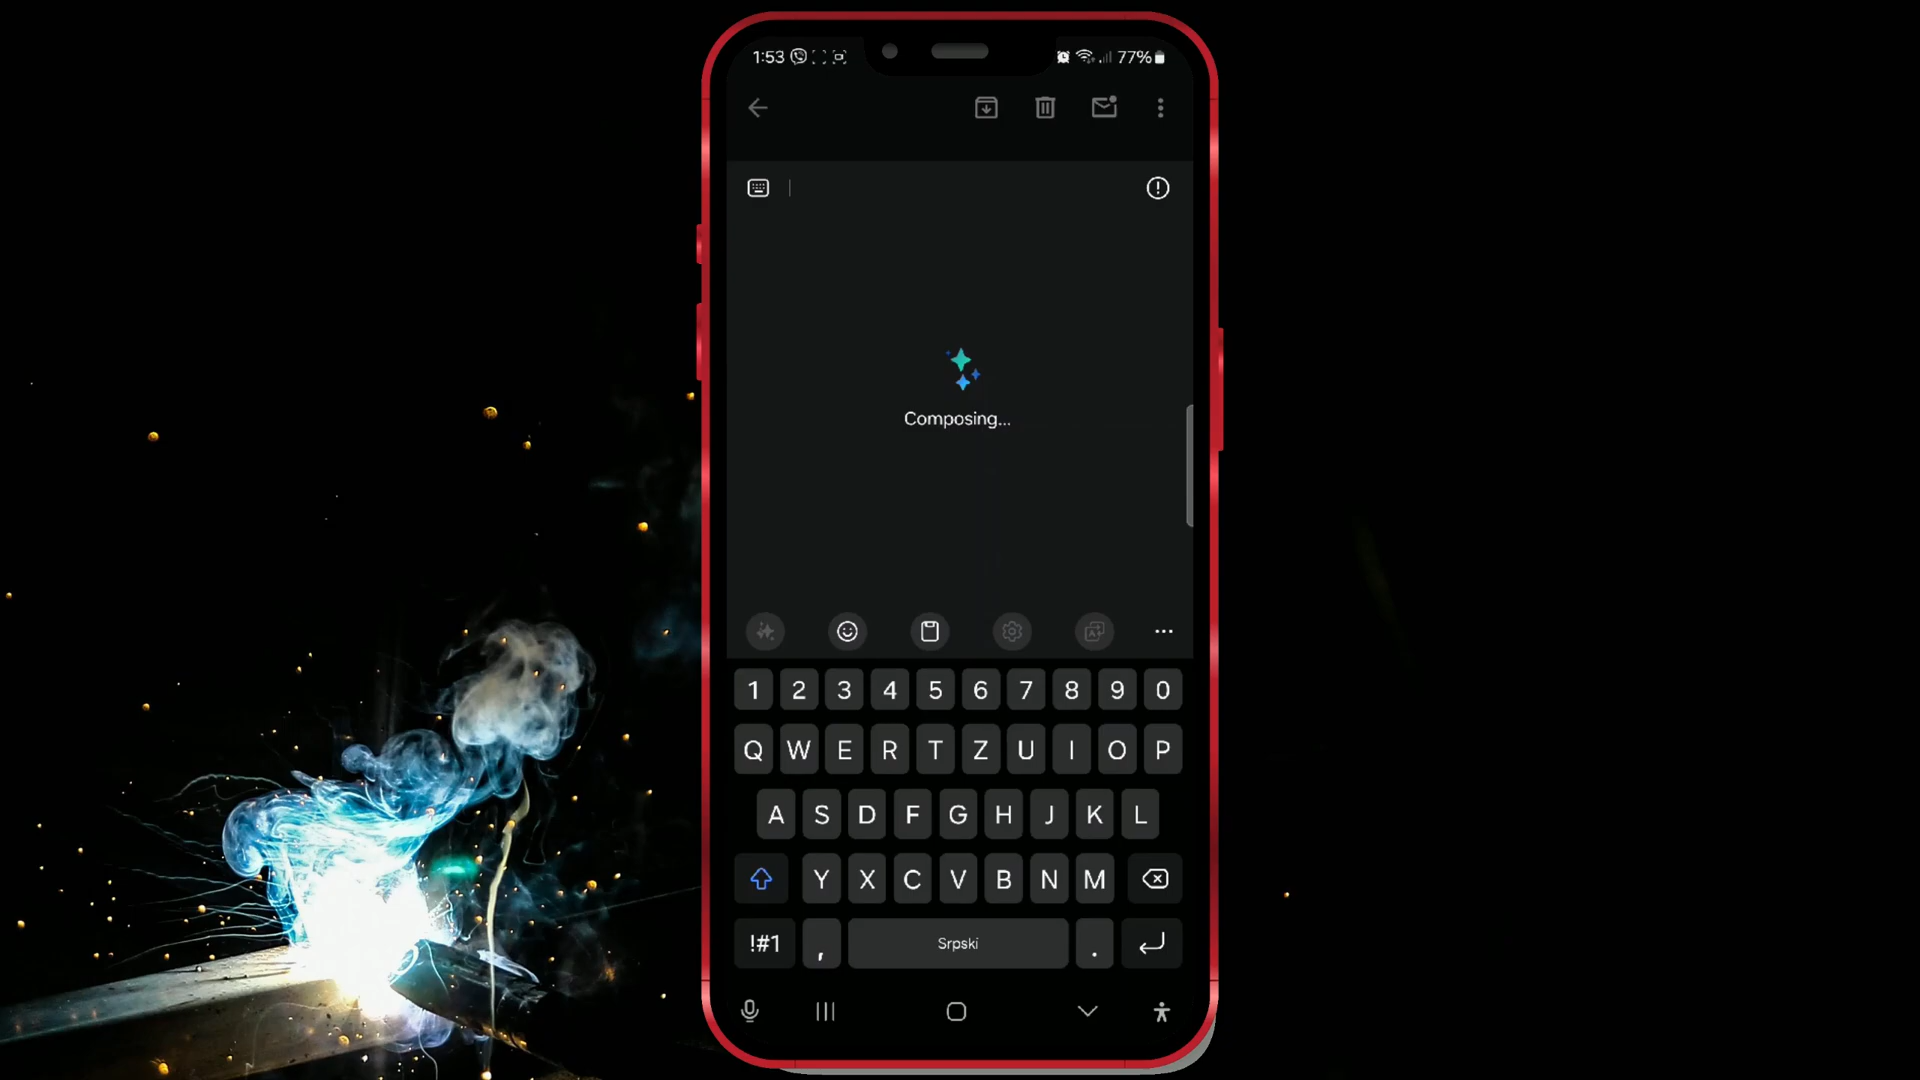 1:53 77%
Composing...
1 2 3 4 5 6 7 8 9 0
Q W E R T Z U I O P
A S D F G H J K L
Y X C V B N M
!#1 , Srpski .